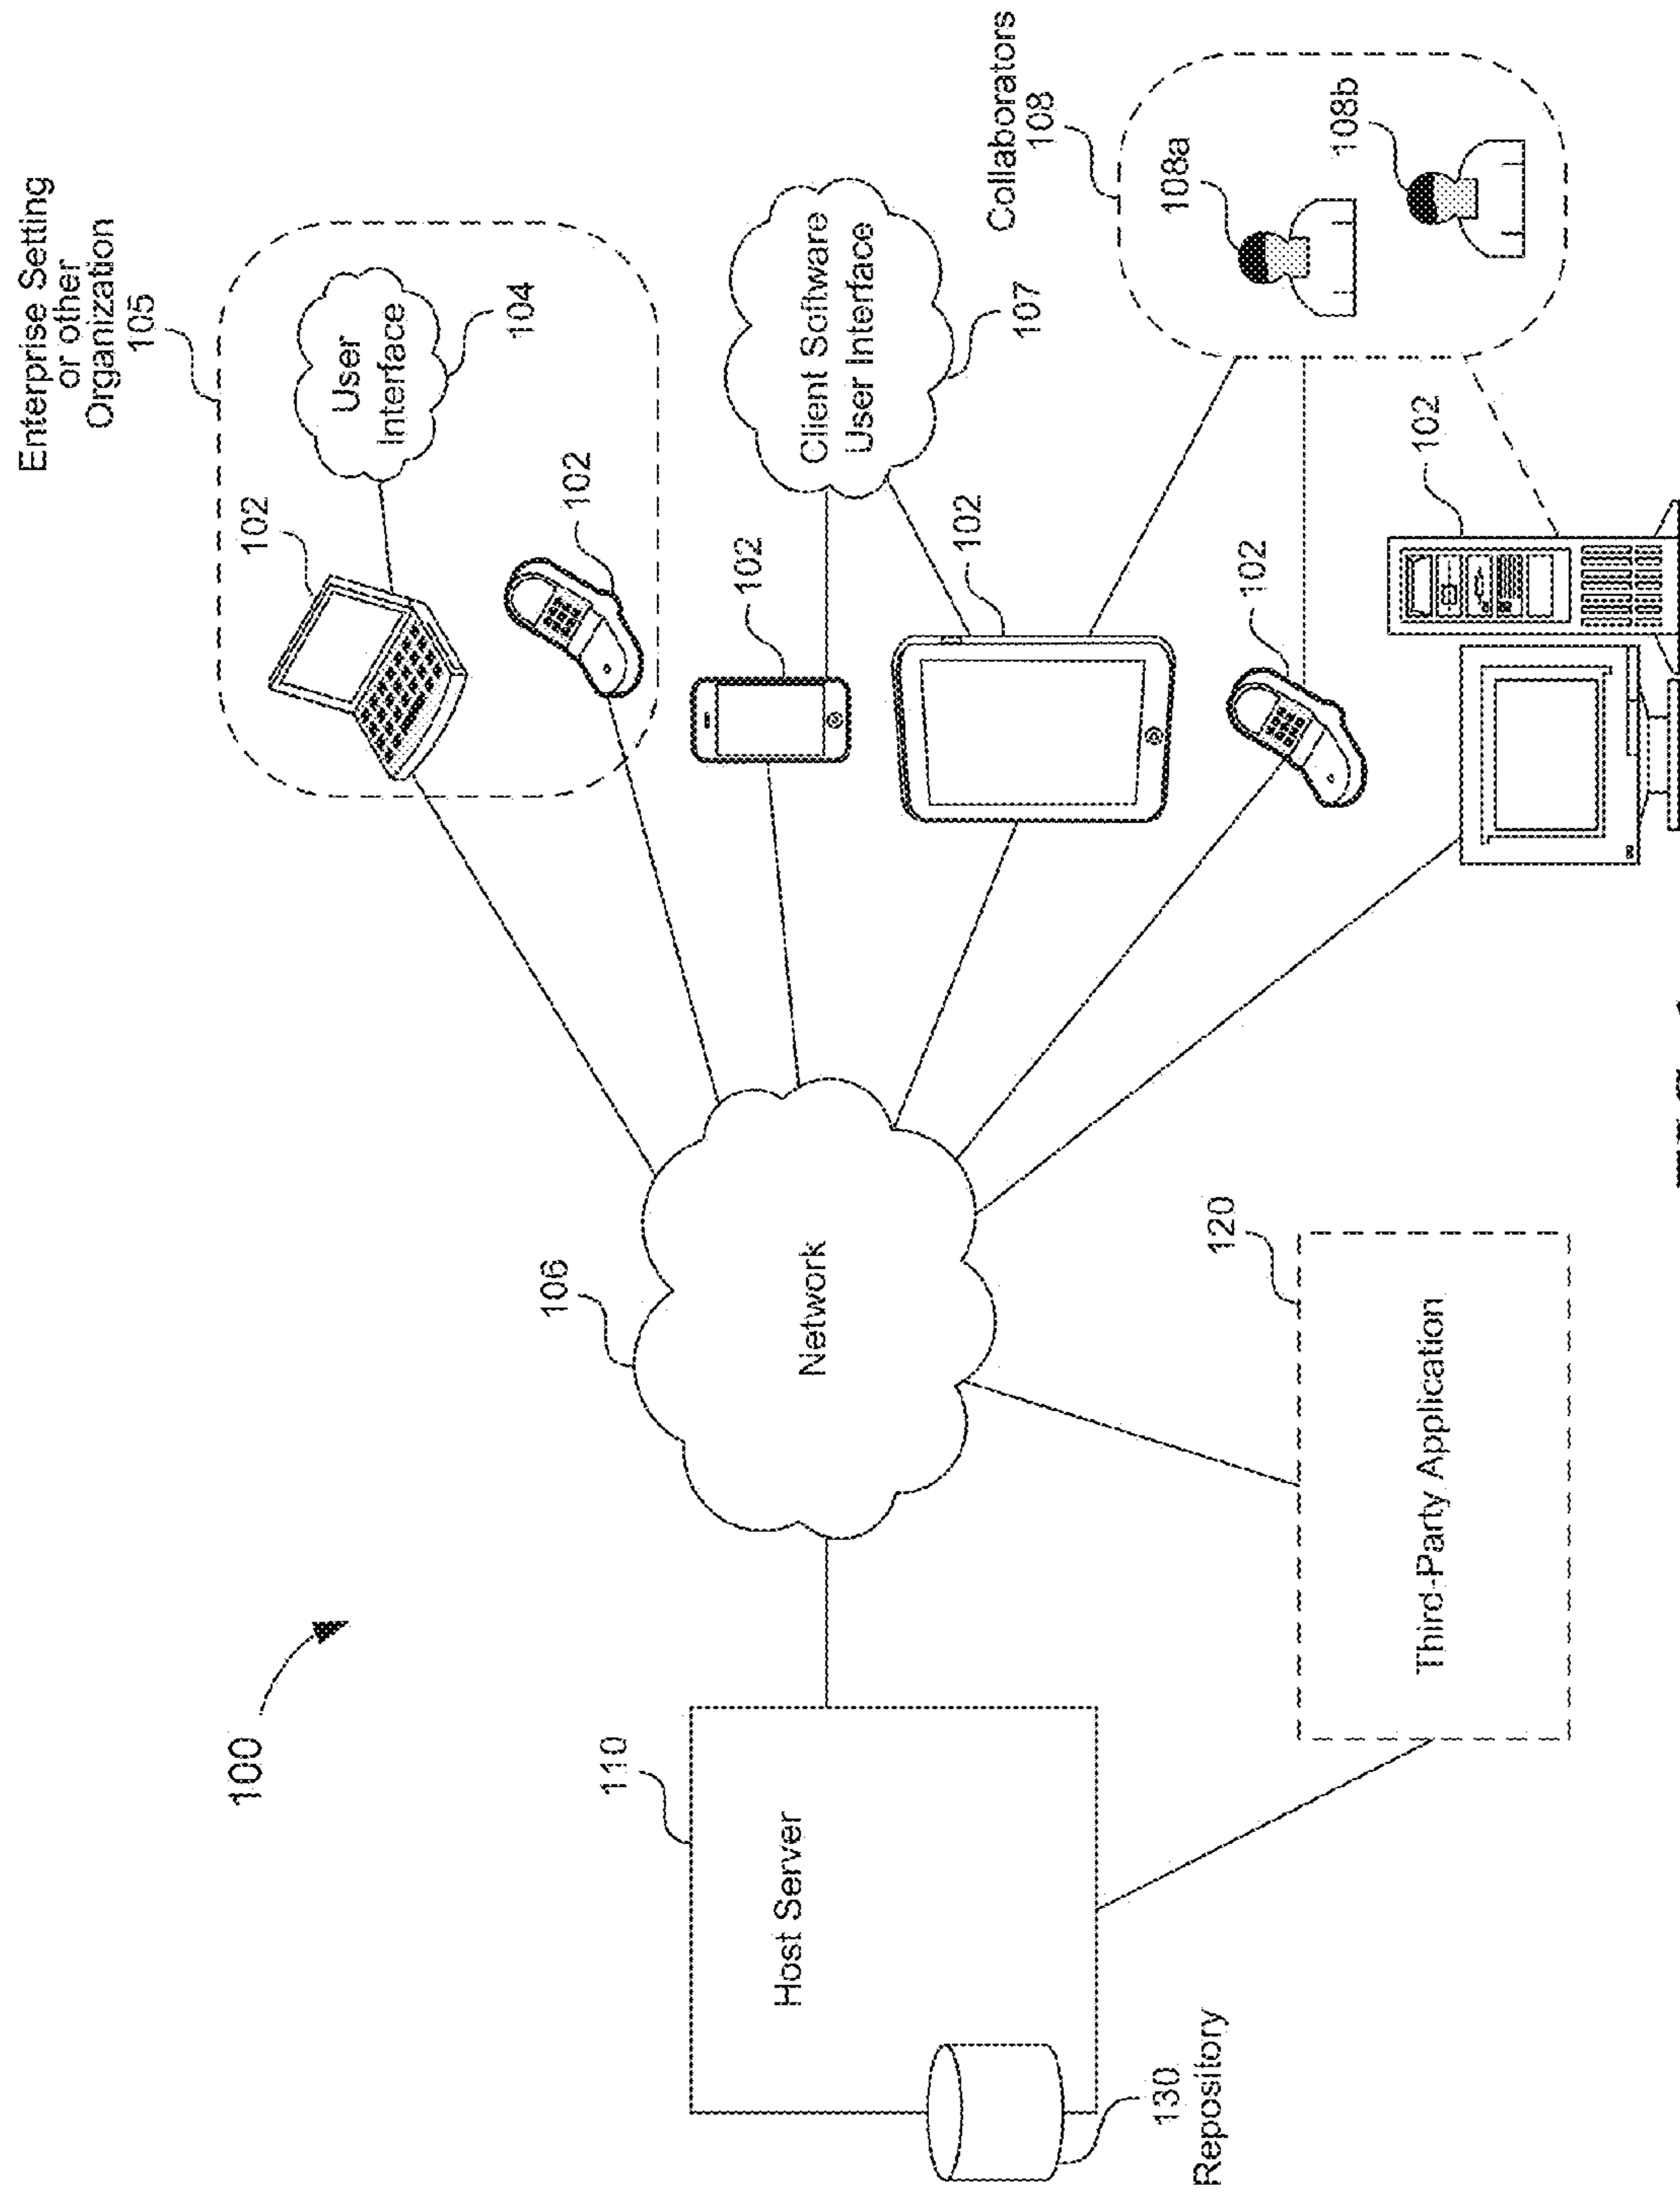 Enterprise Setting
or other
Organization
105
100
102
User
Interface
104
106
102
110
102
Host Server
Network
Client Software
User Interface
107
102
Collaborators
108
108a
108b
130
Repository
120
102
102
Third-Party Application